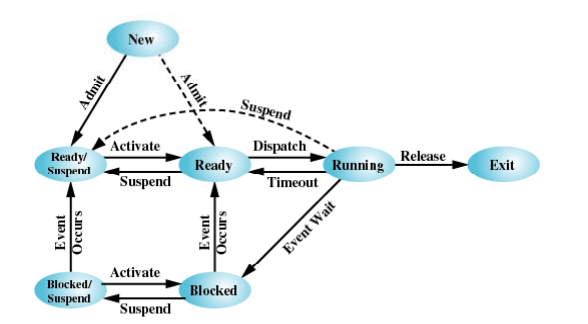 New
Admit
Admit
Suspend
Ready/
Suspend
Activate
Suspend
Ready
Dispatch
Timeout
Running
Release
Exit
Event
Occurs
Event
Occurs
Event Wait
Blocked/
Suspend
Activate
Suspend
Blocked